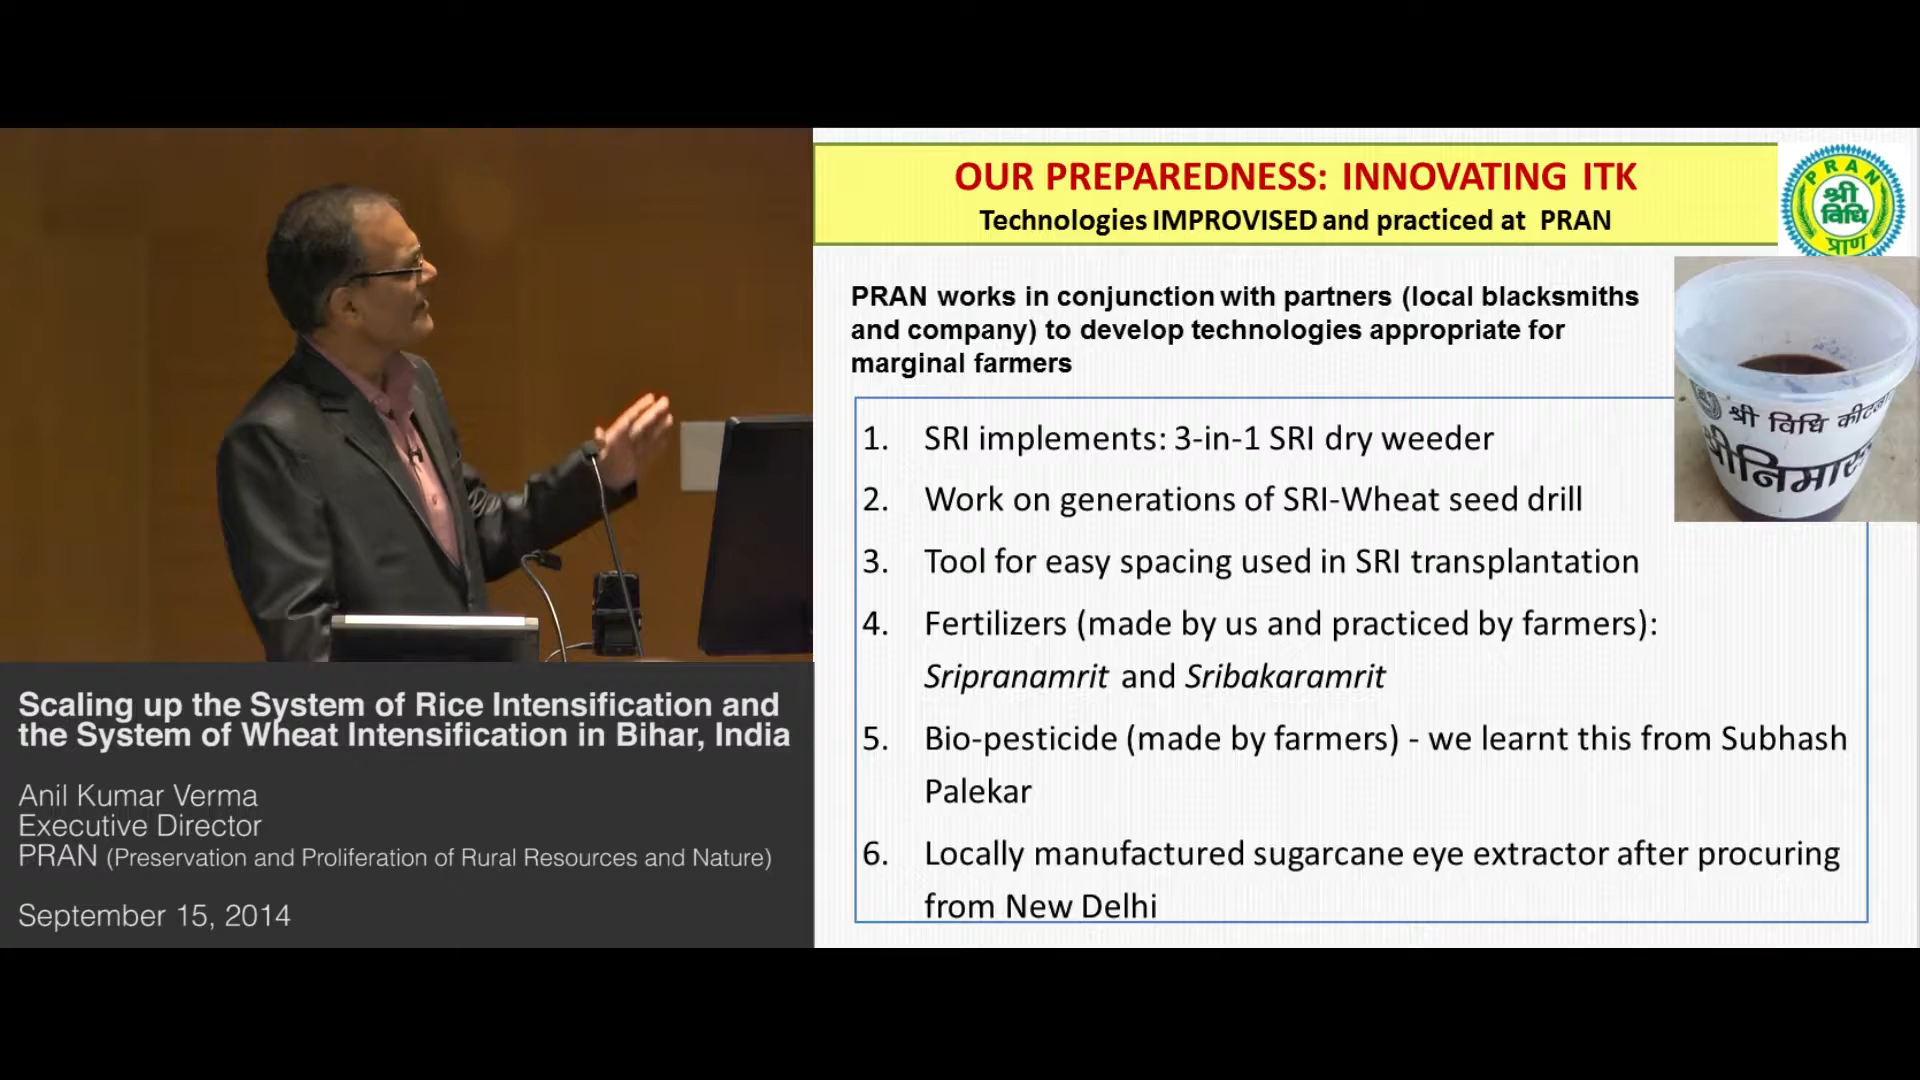 OUR PREPAREDNESS: INNOVATING ITK
Technologies IMPROVISED and practiced at PRAN
PRAN
श्री
विधि
प्राण
PRAN works in conjunction with partners (local blacksmiths
and company) to develop technologies appropriate for
marginal farmers
श्री विधि
1. SRI implements: 3-in-1 SRI dry weeder
2. Work on generations of SRI-Wheat seed drill
3. Tool for easy spacing used in SRI transplantation
4. Fertilizers (made by us and practiced by farmers):
Sripranamrit and Sribakaramrit
5. Bio-pesticide (made by farmers) - we learnt this from Subhash
Palekar
6. Locally manufactured sugarcane eye extractor after procuring
from New Delhi
Scaling up the System of Rice Intensification and
the System of Wheat Intensification in Bihar, India
Anil Kumar Verma
Executive Director
PRAN (Preservation and Proliferation of Rural Resources and Nature)
September 15, 2014